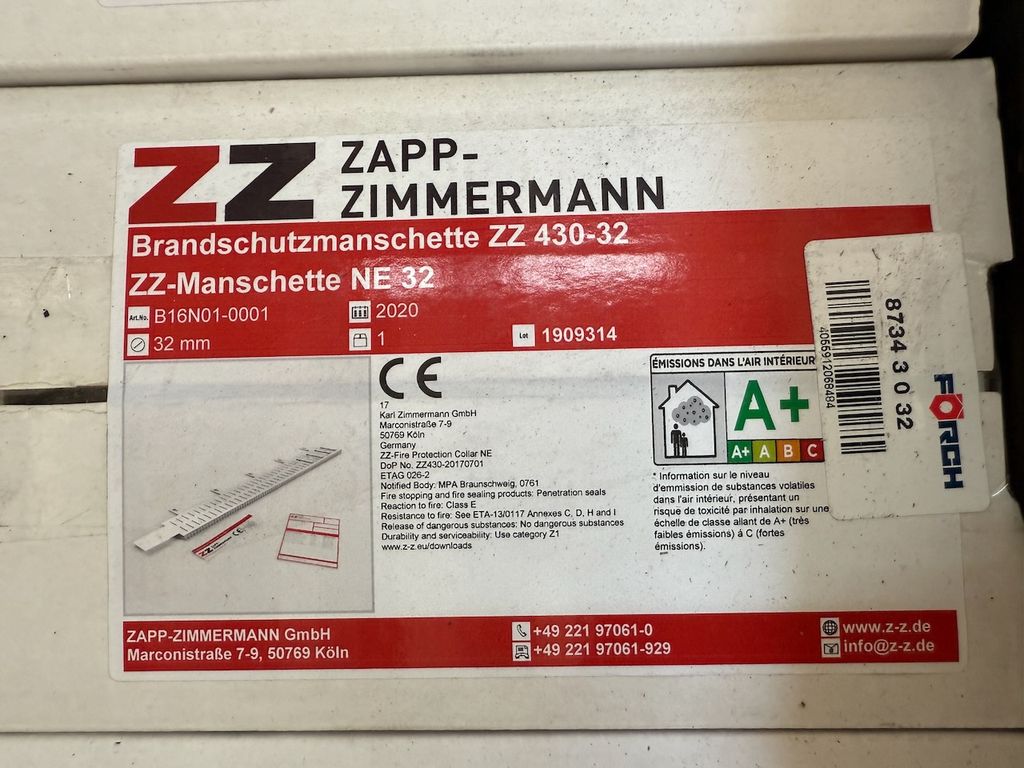 ZZ ZAPP-
ZIMMERMANN
Brandschutzmanschette ZZ 430-32
ZZ-Manschette NE 32
Art.No. B16N01-0001
2020
32 mm
1
Lot 1909314
CE
17
Karl Zimmermann GmbH
Marconistraße 7-9
50769 Köln
Germany
ZZ-Fire Protection Collar NE
DoP No. ZZ430-20170701
ETAG 026-2
Notified Body: MPA Braunschweig, 0761
Fire stopping and fire sealing products: Penetration seals
Reaction to fire: Class E
Resistance to fire: See ETA-13/0117 Annexes C, D, H and I
Release of dangerous substances: No dangerous substances
Durability and serviceability: Use category Z1
www.z-z.eu/downloads
ÉMISSIONS DANS L'AIR INTÉRIEUR
A+
A+ A B C
* Information sur le niveau
d'emmission de substances volatiles
dans l'air intérieur, présentant un
risque de toxicité par inhalation sur une
échelle de classe allant de A+ (très
faibles émissions) à C (fortes
émissions).
4065912068484
8734 3 0 32
FÖRCH
ZZ CE
ZAPP-ZIMMERMANN GmbH
Marconistraße 7-9, 50769 Köln
+49 221 97061-0
+49 221 97061-929
www.z-z.de
info@z-z.de